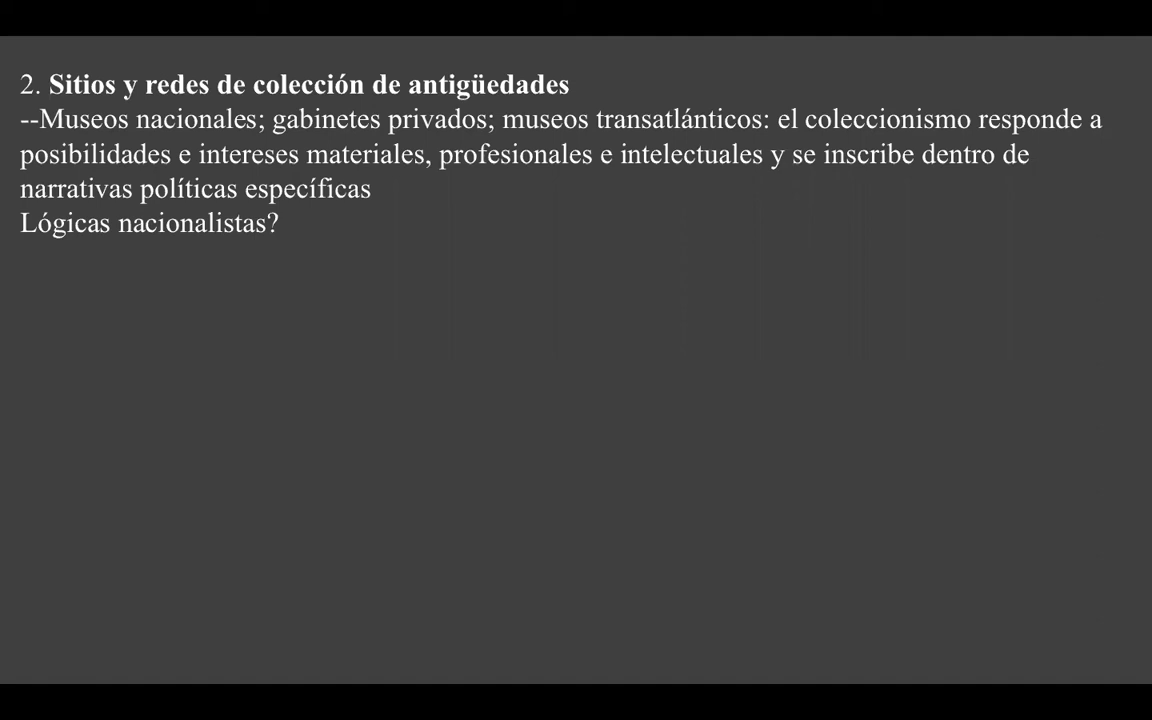 2. Sitios y redes de colección de antigüedades
--Museos nacionales; gabinetes privados; museos transatlánticos: el coleccionismo responde a
posibilidades e intereses materiales, profesionales e intelectuales y se inscribe dentro de
narrativas políticas específicas
Lógicas nacionalistas?